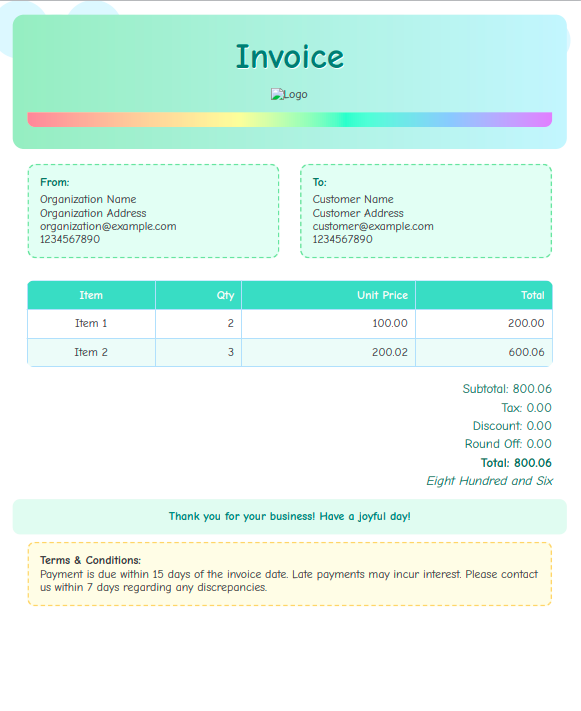 Invoice
Logo
From:
Organization Name
Organization Address
organization@example.com
1234567890
To:
Customer Name
Customer Address
customer@example.com
1234567890
Item Qty Unit Price Total
Item 1 2 100.00 200.00
Item 2 3 200.02 600.06
Subtotal: 800.06
Tax: 0.00
Discount: 0.00
Round Off: 0.00
Total: 800.06
Eight Hundred and Six
Thank you for your business! Have a joyful day!
Terms & Conditions:
Payment is due within 15 days of the invoice date. Late payments may incur interest. Please contact
us within 7 days regarding any discrepancies.